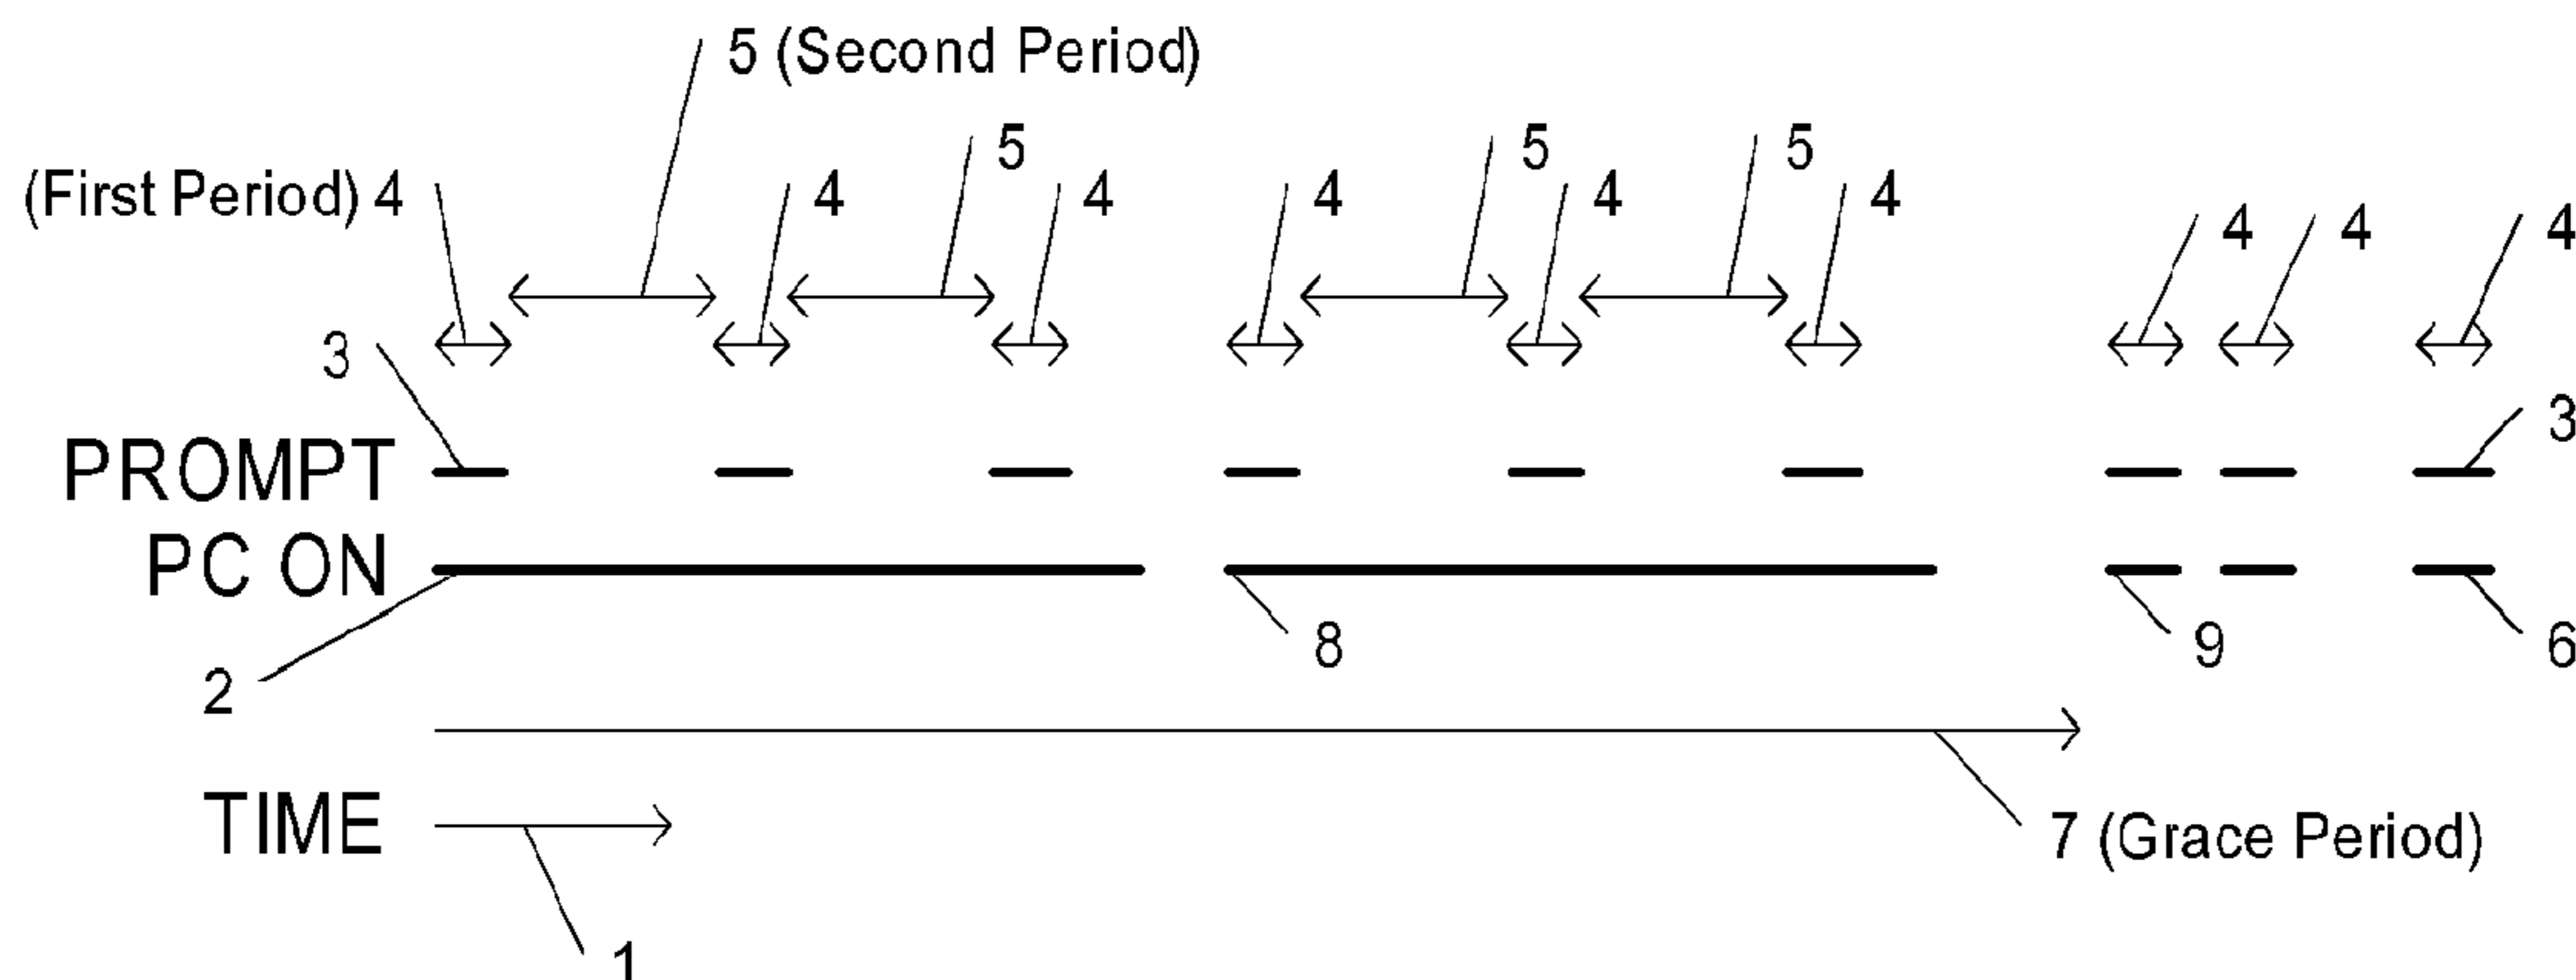 5 (Second Period)
5 5 5
(First Period) 4 4 4 4 4 4
4 4 4
3
3
PROMPT
PC ON
8 9 6
2
TIME
7 (Grace Period)
1